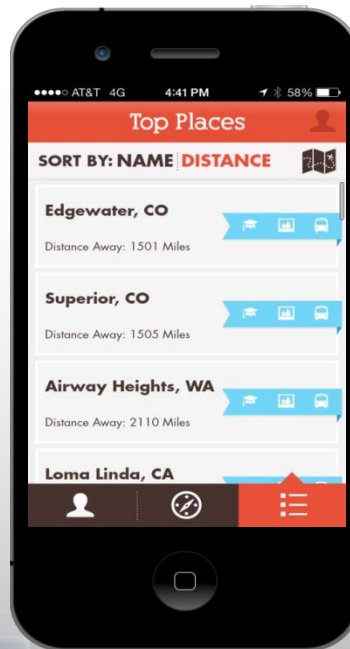 AT&T 4G 4:41 PM 58%
Top Places
SORT BY: NAME DISTANCE
Edgewater, CO
Distance Away: 1501 Miles
Superior, CO
Distance Away: 1505 Miles
Airway Heights, WA
Distance Away: 2110 Miles
Loma Linda, CA